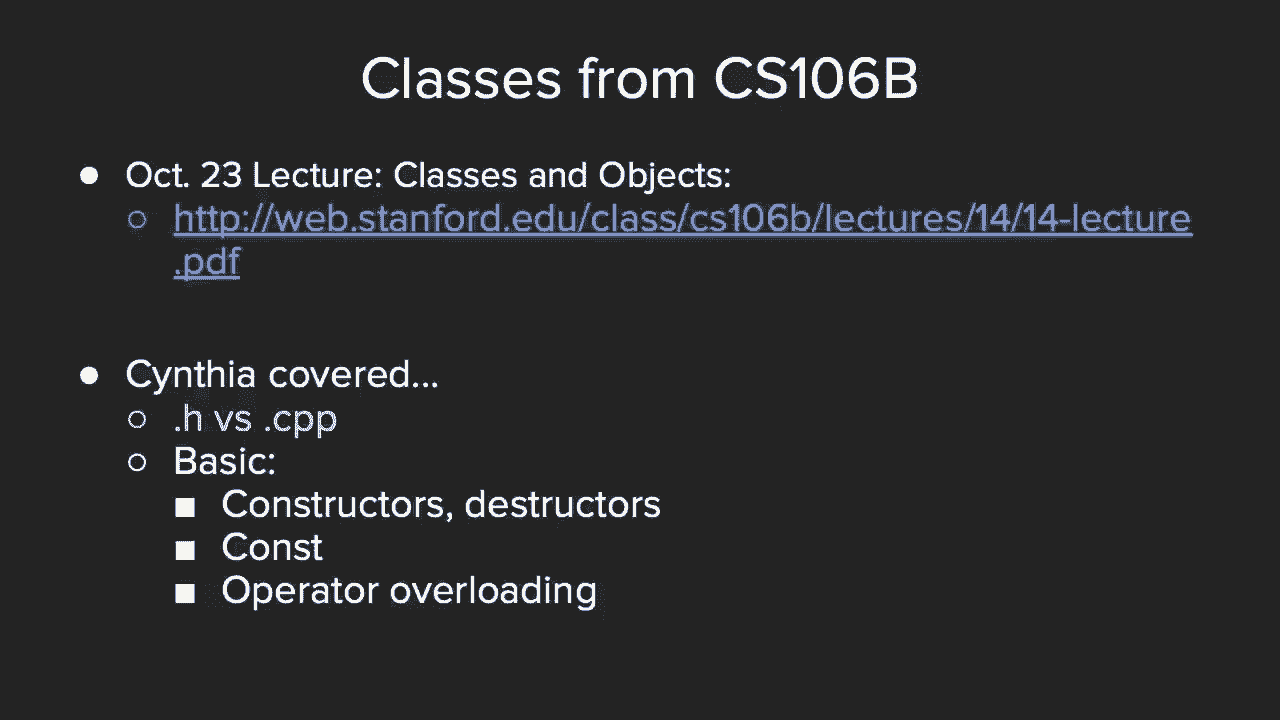 Classes from CS106B
● Oct. 23 Lecture: Classes and Objects:
○ http://web.stanford.edu/class/cs106b/lectures/14/14-lecture
.pdf
● Cynthia covered...
○ .h vs .cpp
○ Basic:
■ Constructors, destructors
■ Const
■ Operator overloading